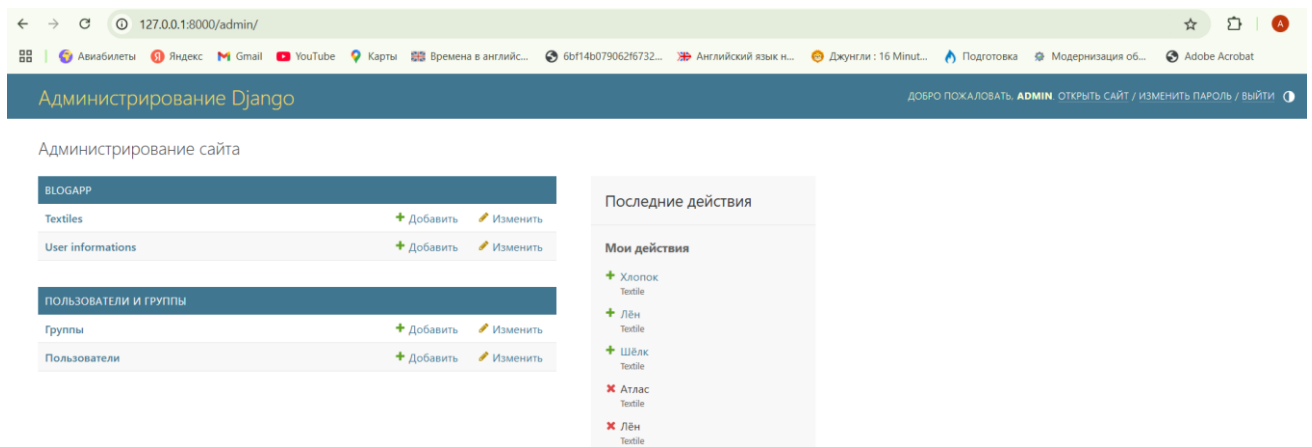 127.0.0.1:8000/admin/
A
Авиабилеты Яндекс Gmail YouTube Карты Времена в английс... 6bf14b079062f6732... Английский язык н... Джунгли : 16 Minut... Подготовка Модернизация об... Adobe Acrobat
Администрирование Django
ДОБРО ПОЖАЛОВАТЬ, ADMIN. ОТКРЫТЬ САЙТ / ИЗМЕНИТЬ ПАРОЛЬ / ВЫЙТИ
Администрирование сайта
BLOGAPP
Textiles Добавить Изменить
User informations Добавить Изменить
ПОЛЬЗОВАТЕЛИ И ГРУППЫ
Группы Добавить Изменить
Пользователи Добавить Изменить
Последние действия
Мои действия
Хлопок
Textile
Лён
Textile
Шёлк
Textile
Атлас
Textile
Лён
Textile